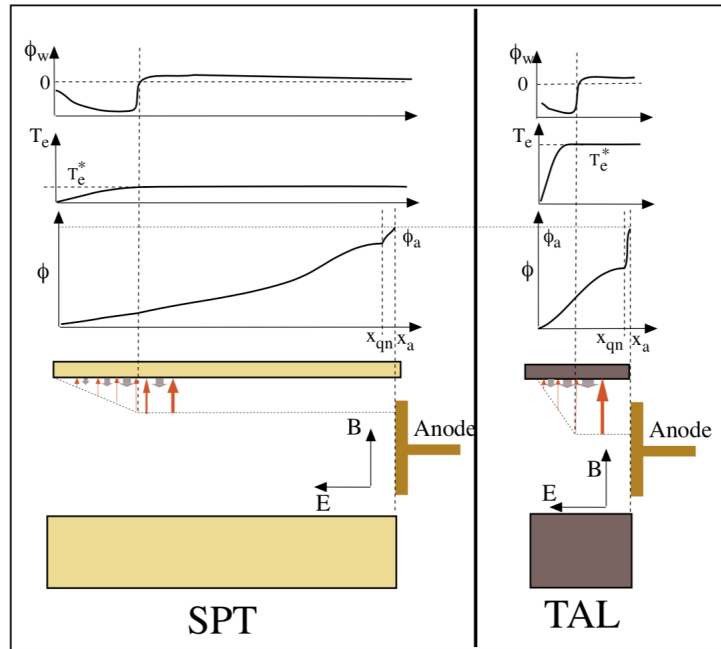 ϕw
0
Te
Te*
ϕ
ϕa
xqn xa
B
Anode
E
SPT
ϕw
0
Te
Te*
ϕ
ϕa
xqn xa
Anode
B
E
TAL